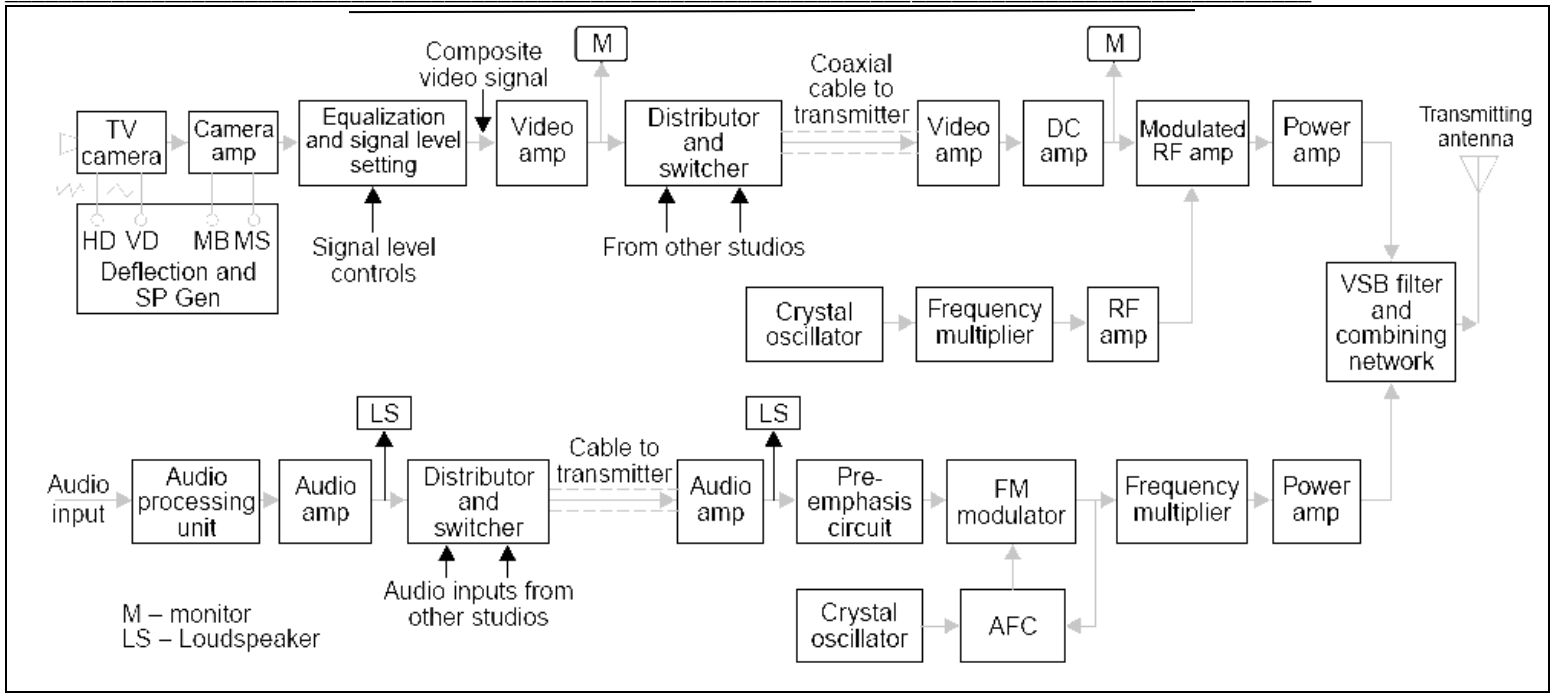 M
M
Composite
video signal
Coaxial
cable to
transmitter
TV
camera
Camera
amp
Equalization
and signal level
setting
Video
amp
Distributor
and
switcher
Video
amp
DC
amp
Modulated
RF amp
Power
amp
Transmitting
antenna
HD VD MB MS
Deflection and
SP Gen
Signal level
controls
From other studios
Crystal
oscillator
Frequency
multiplier
RF
amp
VSB filter
and
combining
network
LS
LS
Cable to
transmitter
Audio
input
Audio
processing
unit
Audio
amp
Distributor
and
switcher
Audio
amp
Pre-
emphasis
circuit
FM
modulator
Frequency
multiplier
Power
amp
Audio inputs from
other studios
Crystal
oscillator
AFC
M – monitor
LS – Loudspeaker